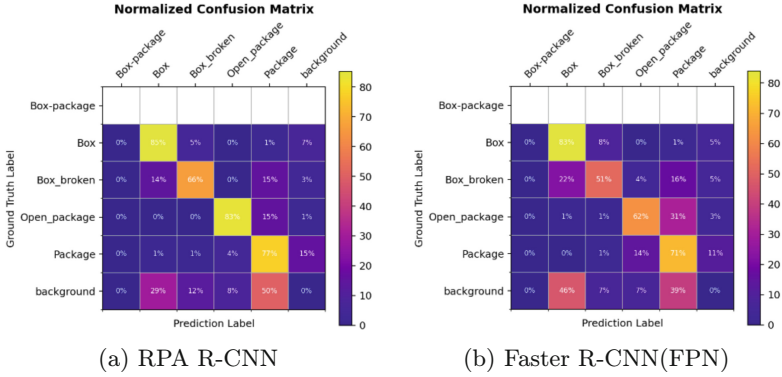 Normalized Confusion Matrix
Box-package Box Box_broken Open_package Package background
Ground Truth Label
Box-package
Box 0% 85% 5% 0% 1% 7%
Box_broken 0% 14% 66% 0% 15% 3%
Open_package 0% 0% 0% 83% 15% 1%
Package 0% 1% 1% 4% 77% 15%
background 0% 29% 12% 8% 50% 0%
Prediction Label
80
70
60
50
40
30
20
10
0
(a) RPA R-CNN
Normalized Confusion Matrix
Box-package Box Box_broken Open_package Package background
Ground Truth Label
Box-package
Box 0% 83% 8% 0% 1% 5%
Box_broken 0% 22% 51% 4% 16% 5%
Open_package 0% 1% 1% 62% 31% 3%
Package 0% 0% 1% 14% 71% 11%
background 0% 46% 7% 7% 39% 0%
Prediction Label
80
70
60
50
40
30
20
10
0
(b) Faster R-CNN(FPN)